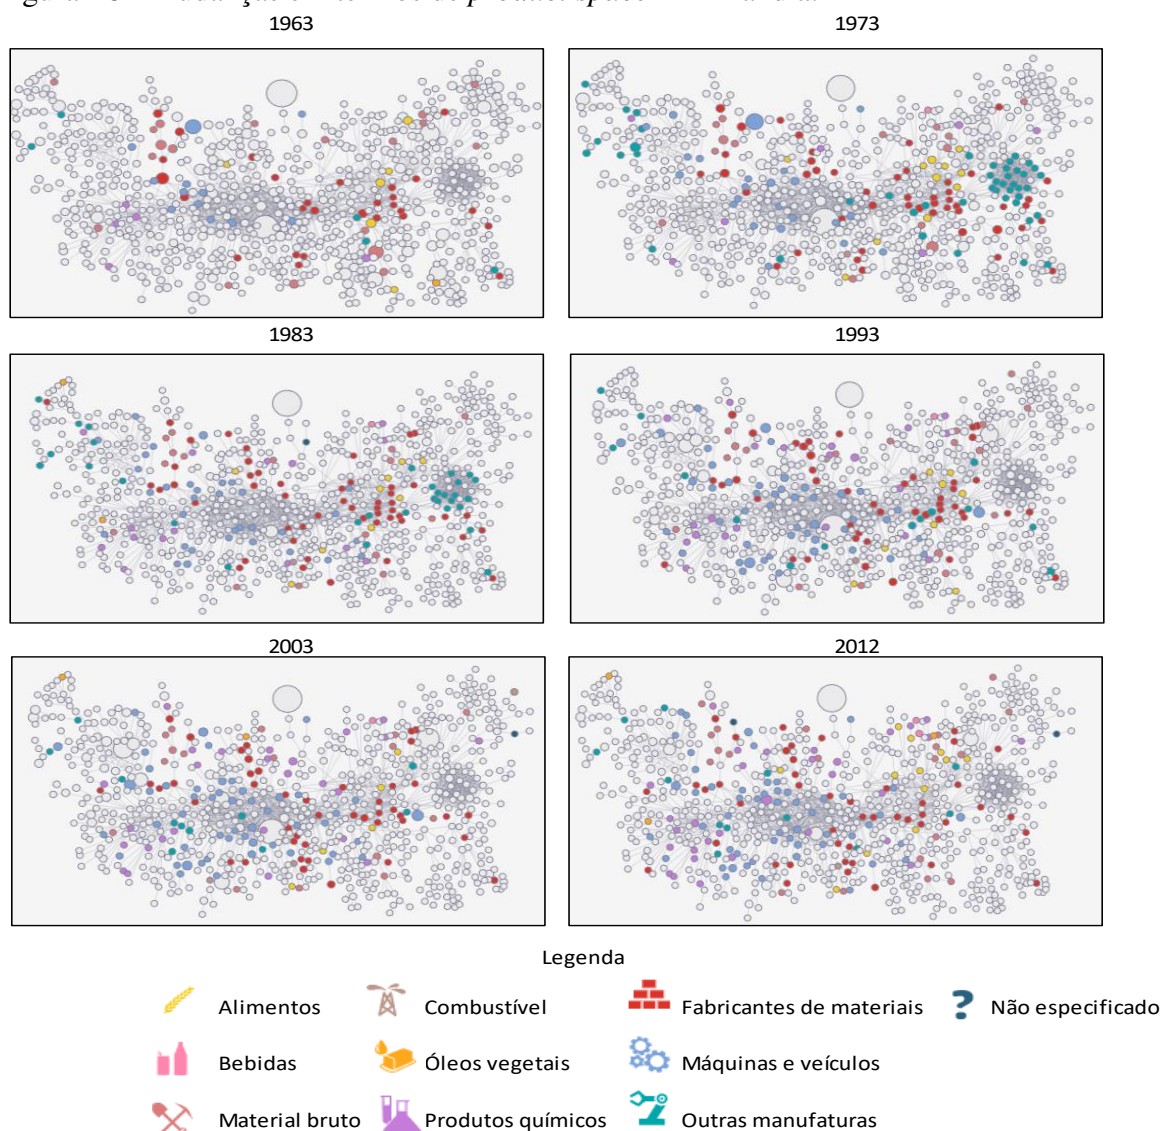 1963 1973
1983 1993
2003 2012
Legenda
Alimentos Combustível Fabricantes de materiais Não especificado
Bebidas Óleos vegetais Máquinas e veículos
Material bruto Produtos químicos Outras manufaturas